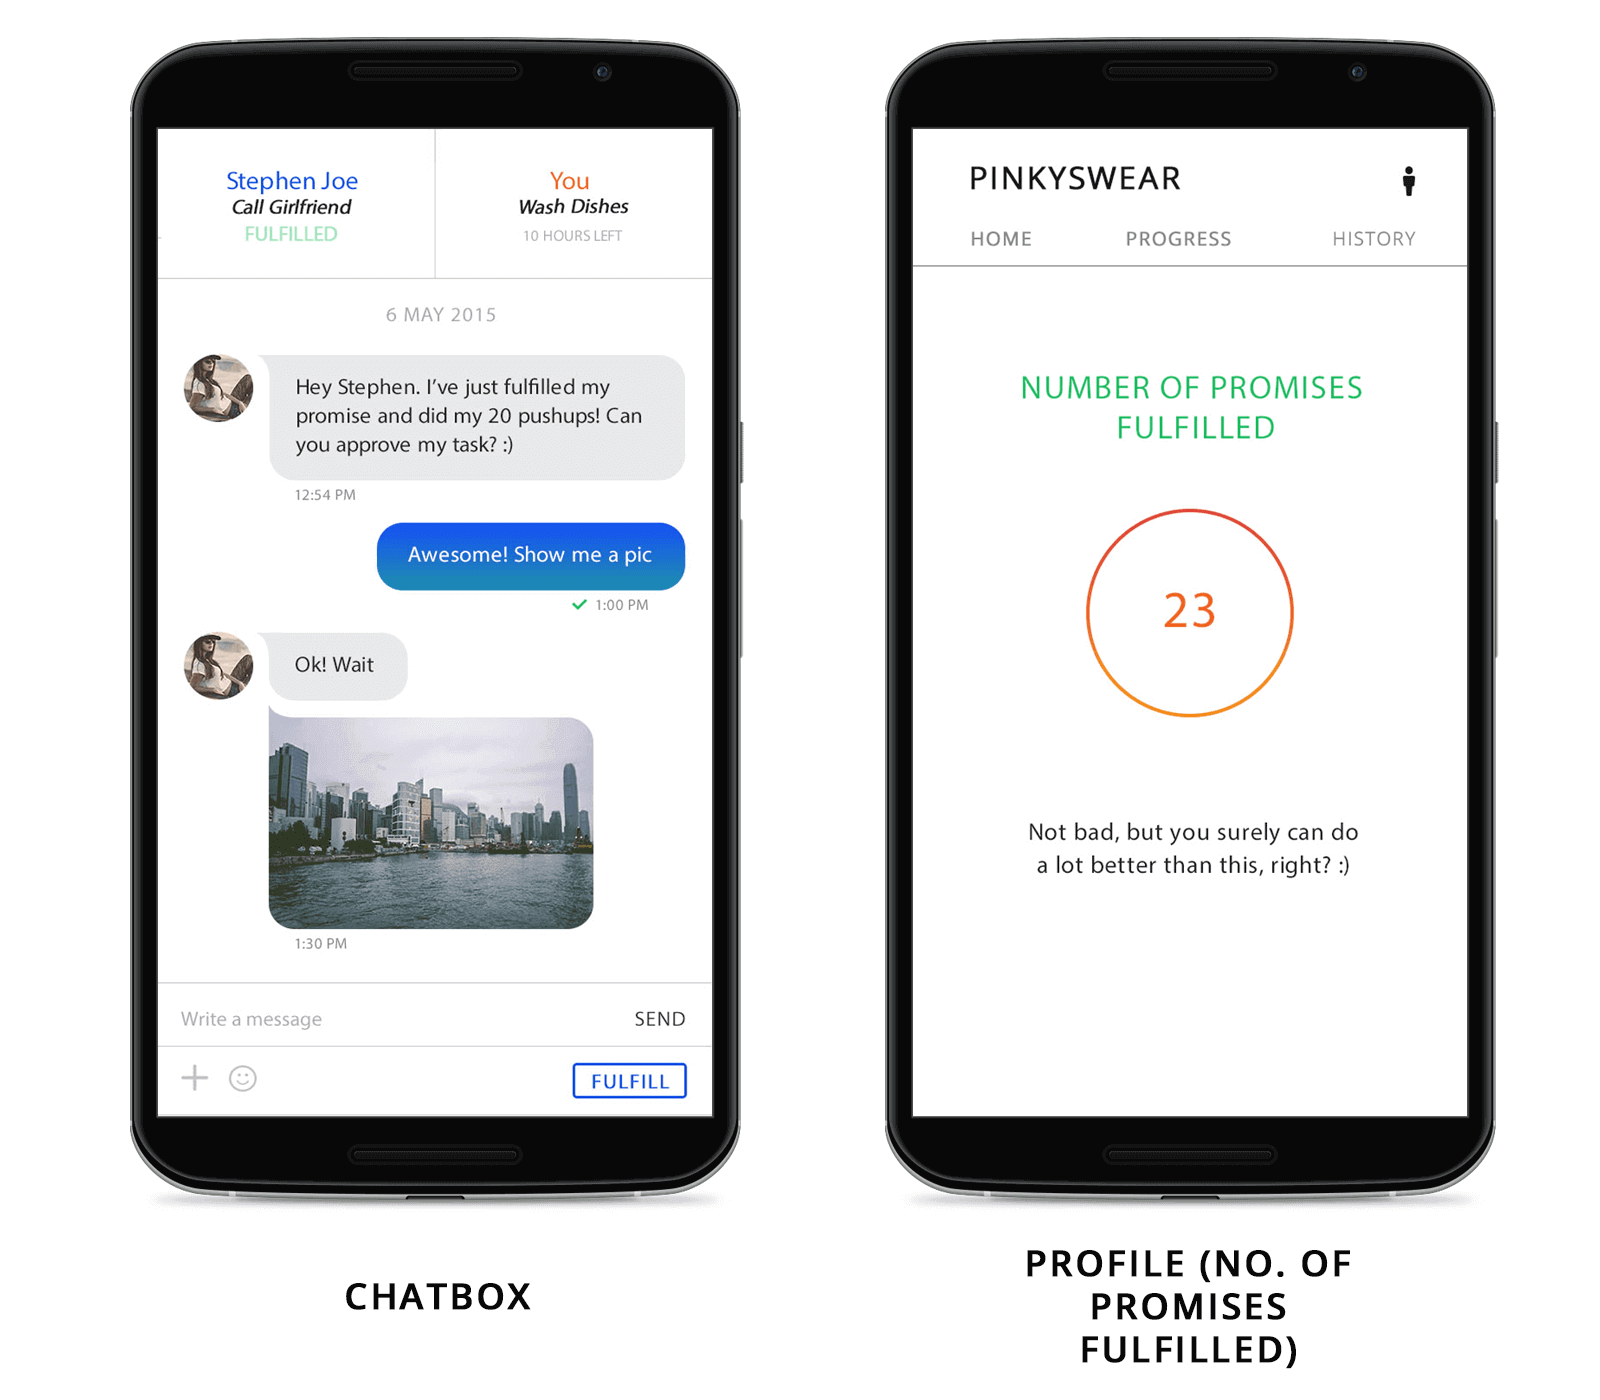 Stephen Joe
Call Girlfriend
FULFILLED
You
Wash Dishes
10 HOURS LEFT
6 MAY 2015
Hey Stephen. I’ve just fulfilled my
promise and did my 20 pushups! Can
you approve my task? :)
12:54 PM
Awesome! Show me a pic
1:00 PM
Ok! Wait
1:30 PM
Write a message
SEND
FULFILL
CHATBOX
PINKYSWEAR
HOME
PROGRESS
HISTORY
NUMBER OF PROMISES
FULFILLED
23
Not bad, but you surely can do
a lot better than this, right? :)
PROFILE (NO. OF
PROMISES
FULFILLED)